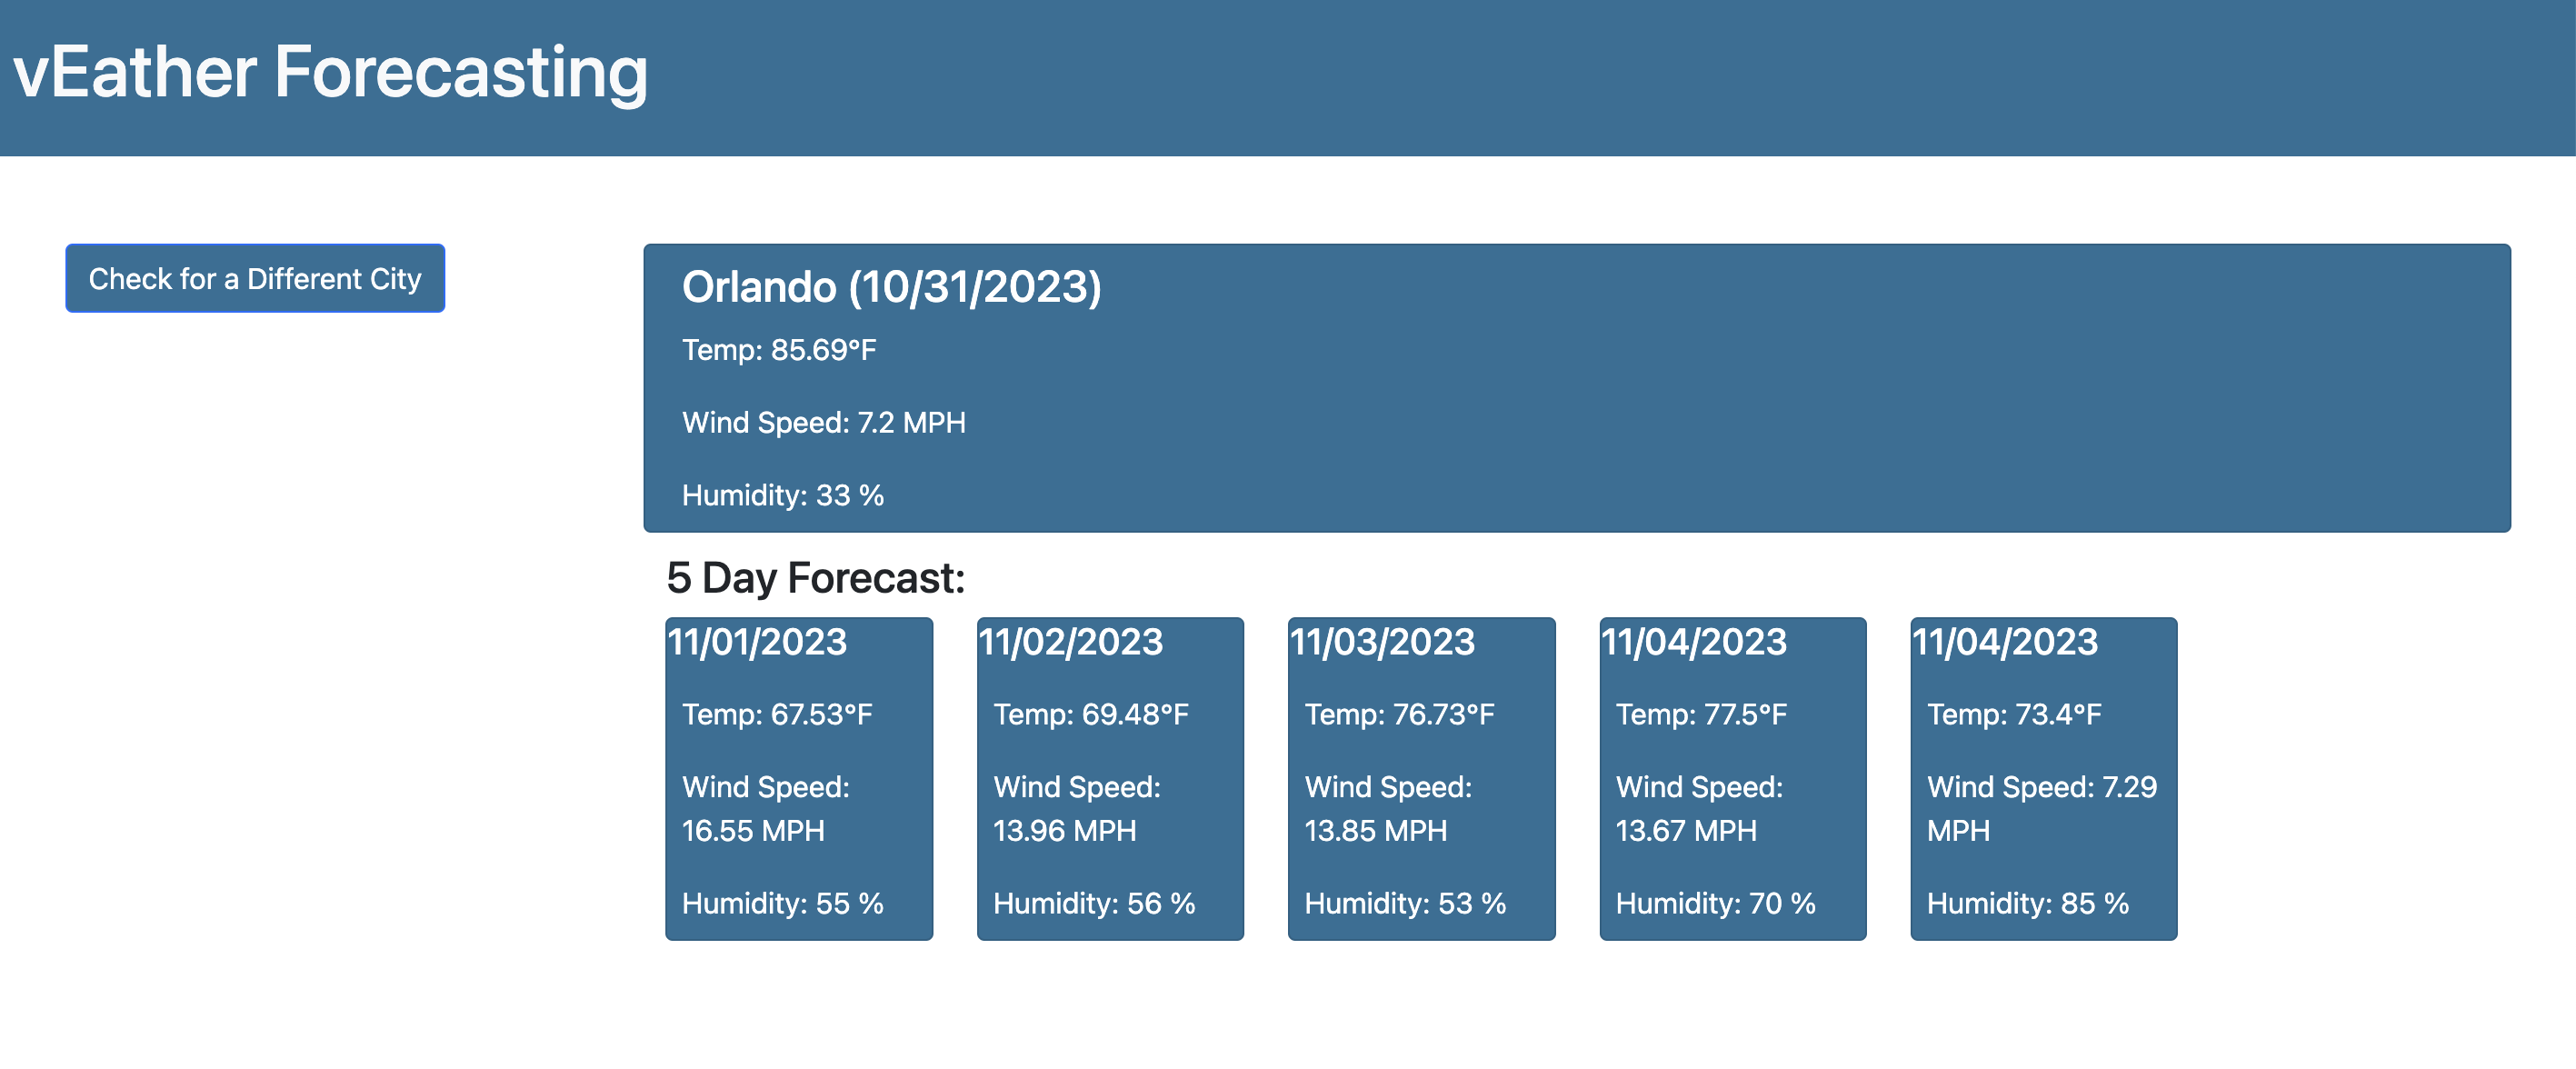 vEather Forecasting
Check for a Different City
Orlando (10/31/2023)
Temp: 85.69°F
Wind Speed: 7.2 MPH
Humidity: 33 %
5 Day Forecast:
11/01/2023
Temp: 67.53°F
Wind Speed:
16.55 MPH
Humidity: 55 %
11/02/2023
Temp: 69.48°F
Wind Speed:
13.96 MPH
Humidity: 56 %
11/03/2023
Temp: 76.73°F
Wind Speed:
13.85 MPH
Humidity: 53 %
11/04/2023
Temp: 77.5°F
Wind Speed:
13.67 MPH
Humidity: 70 %
11/04/2023
Temp: 73.4°F
Wind Speed: 7.29
MPH
Humidity: 85 %